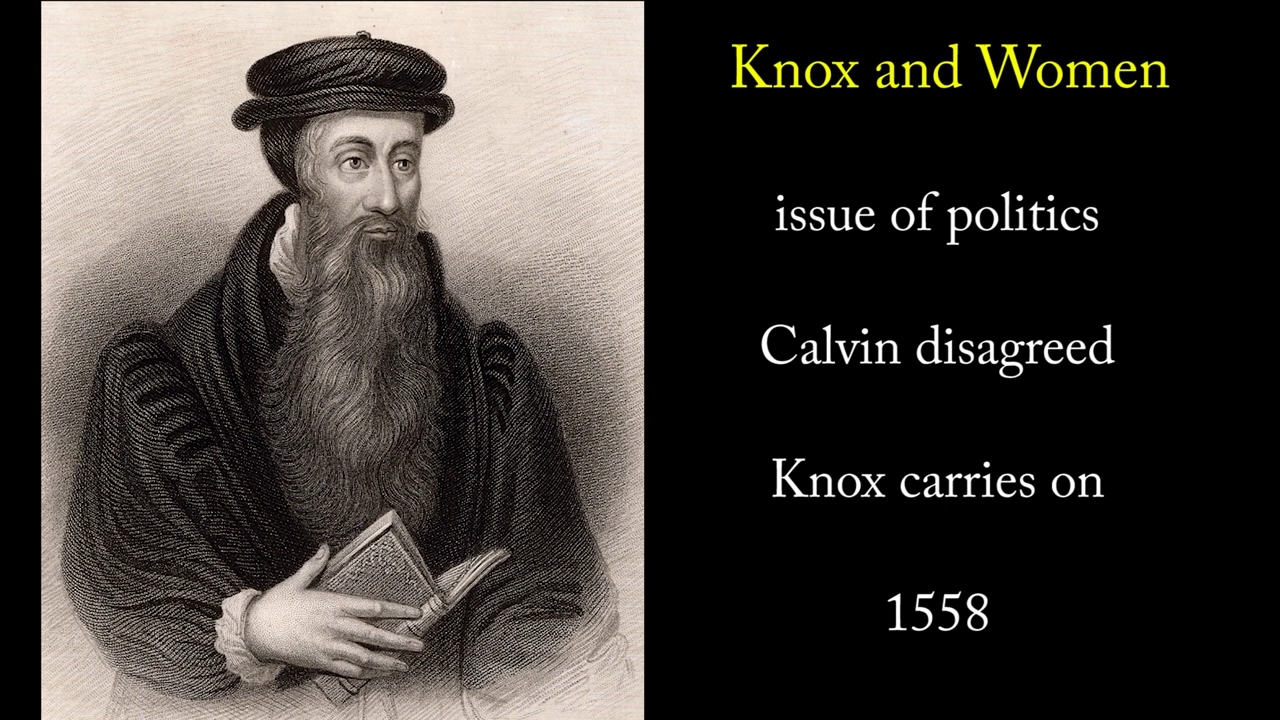 Knox and Women
issue of politics
Calvin disagreed
Knox carries on
1558